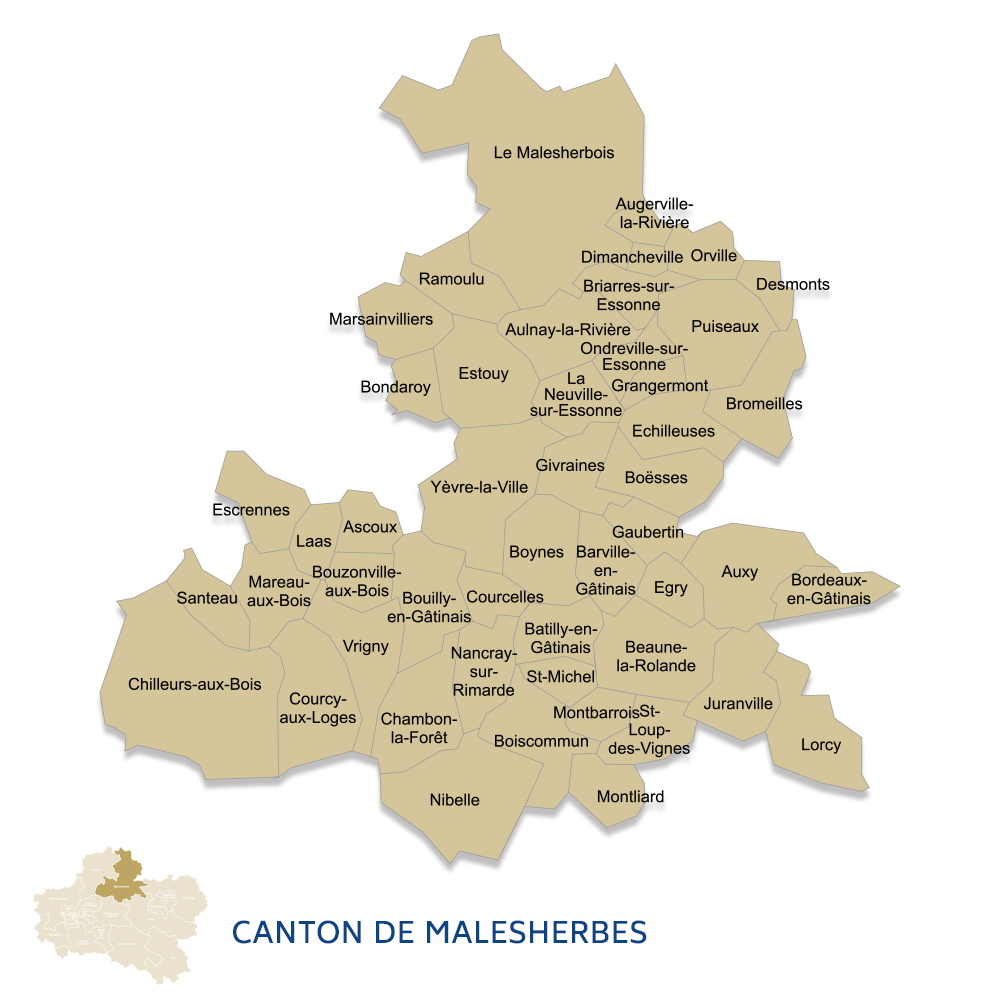 Le Malesherbois
Augerville-
la-Rivière
Dimancheville
Orville
Ramoulu
Desmonts
Briarres-sur-
Essonne
Marsainvilliers
Aulnay-la-Rivière
Puiseaux
Ondreville-sur-
Essonne
Estouy
Bondaroy
La
Neuville-
sur-Essonne
Grangermont
Bromeilles
Echilleuses
Givraines
Boësses
Yèvre-la-Ville
Escrennes
Ascoux
Laas
Gaubertin
Boynes
Barville-
en-
Gâtinais
Auxy
Egry
Bordeaux-
en-Gâtinais
Bouzonville-
aux-Bois
Mareau-
aux-Bois
Santeau
Bouilly-
en-Gâtinais
Courcelles
Batilly-en-
Gâtinais
Vrigny
Nancray-
sur-
Rimarde
Beaune-
la-Rolande
St-Michel
Chilleurs-aux-Bois
Courcy-
aux-Loges
Chambon-
la-Forêt
Montbarrois
St-
Loup-
des-Vignes
Juranville
Boiscommun
Lorcy
Nibelle
Montliard
CANTON DE MALESHERBES